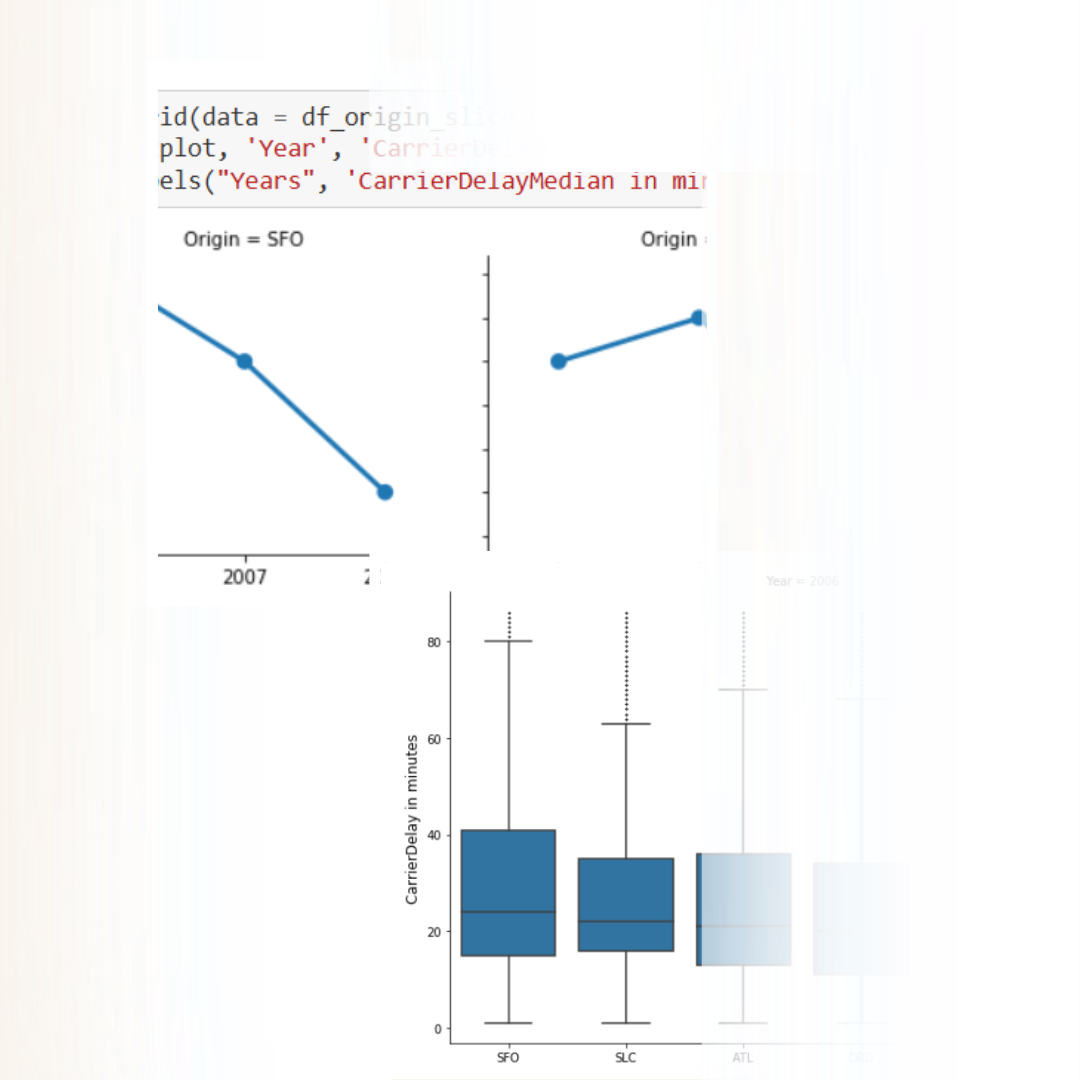 id(data = df_origin_sli
plot, 'Year', 'CarrierDe
els("Years", 'CarrierDelayMedian in mi
Origin = SFO
Origin
2007
Year = 2006
80
60
40
20
0
CarrierDelay in minutes
SFO SLC ATL ORD